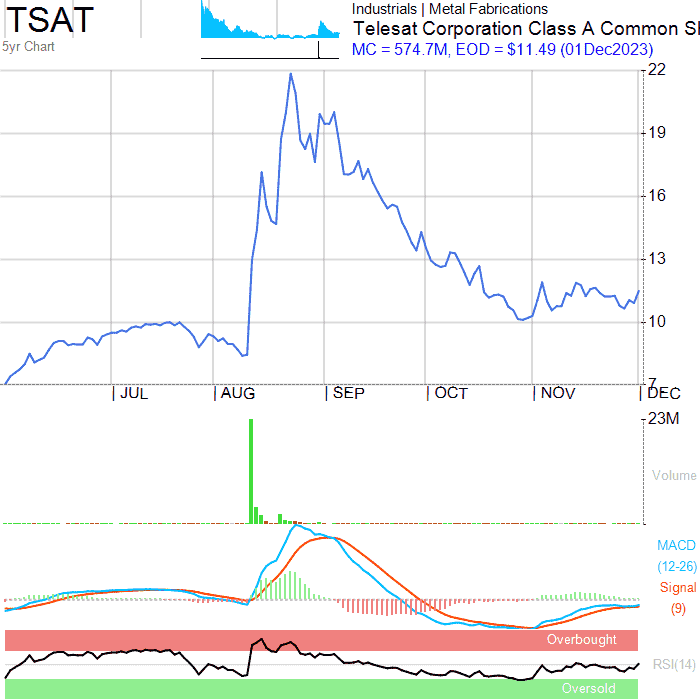 TSAT
5yr Chart
Industrials | Metal Fabrications
Telesat Corporation Class A Common S
MC = 574.7M, EOD = $11.49 (01Dec2023)
22
19
16
13
10
7
JUL AUG SEP OCT NOV DEC
23M
Volume
MACD
(12-26)
Signal
(9)
Overbought
RSI(14)
Oversold